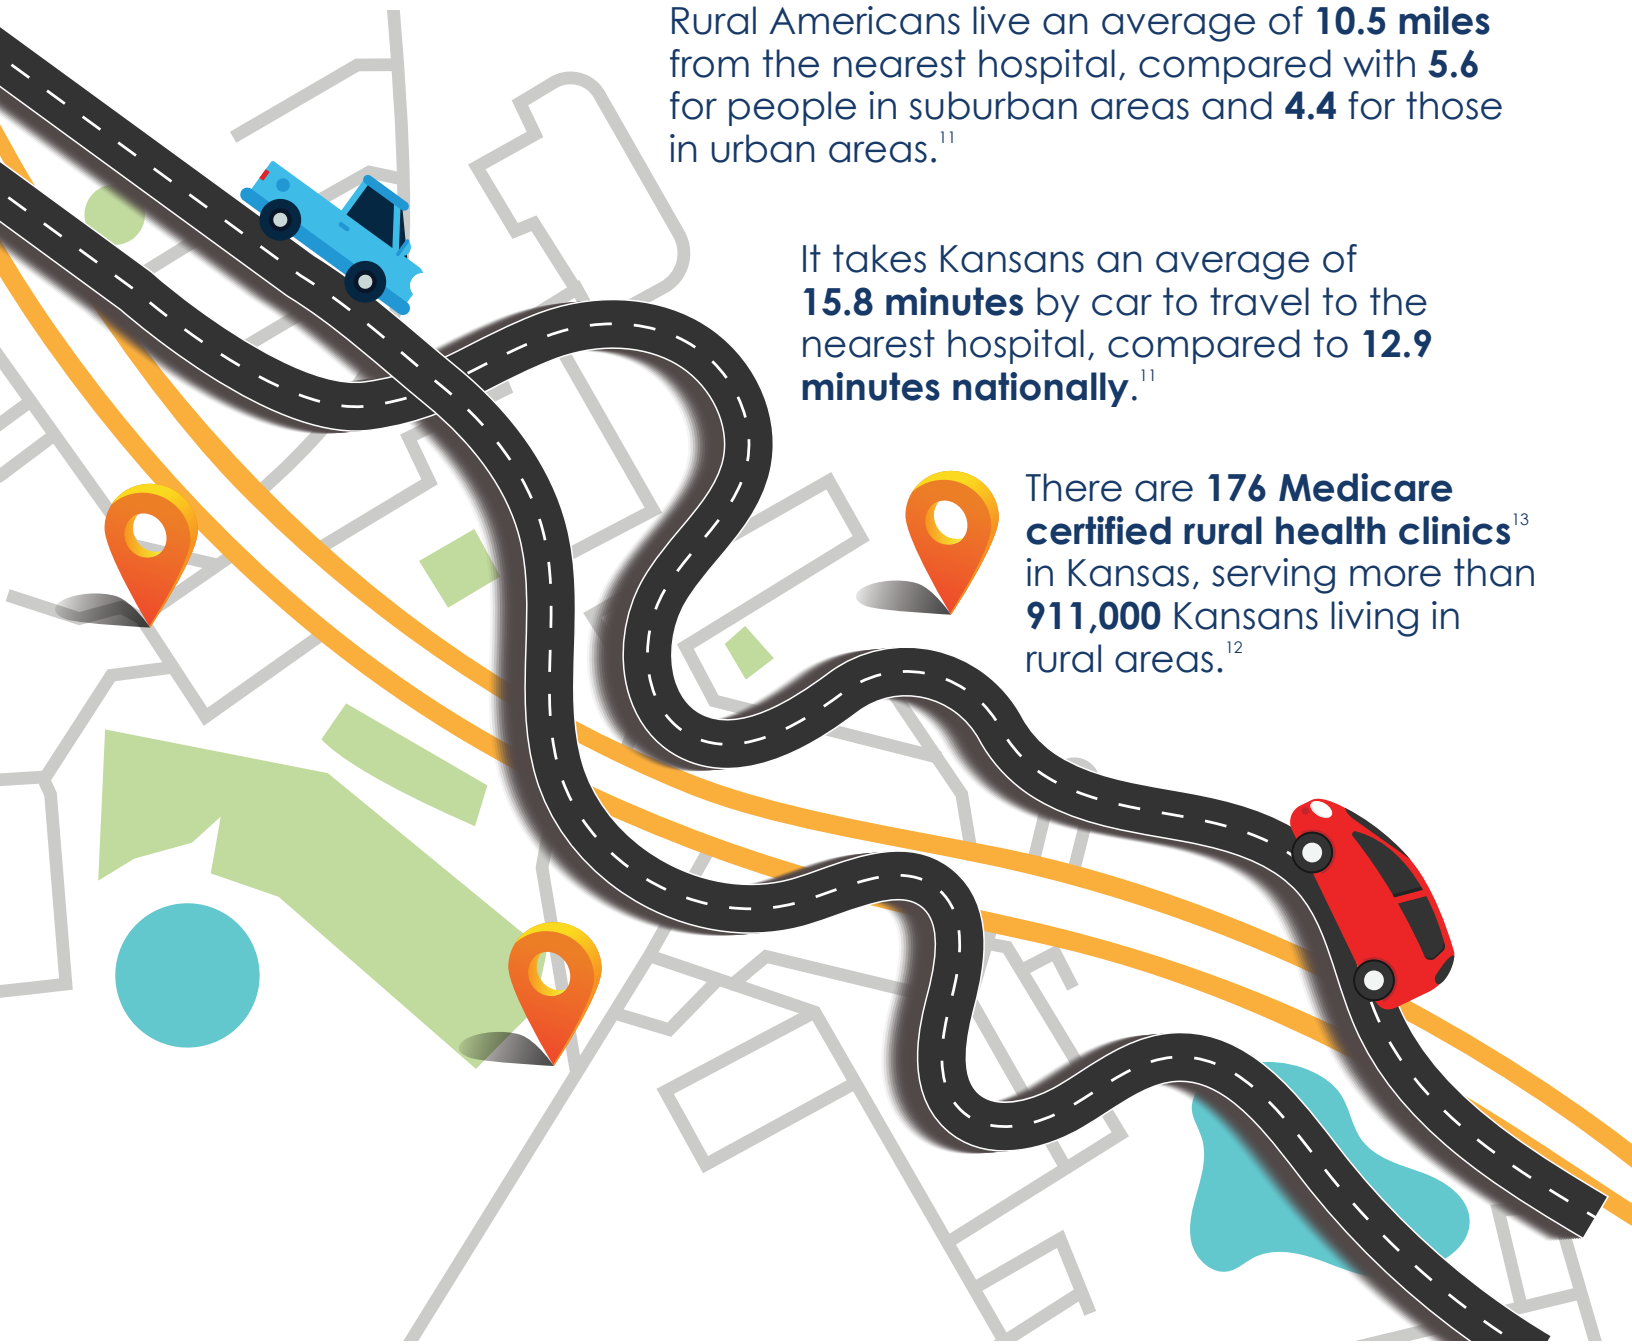 Rural Americans live an average of 10.5 miles
from the nearest hospital, compared with 5.6
for people in suburban areas and 4.4 for those
in urban areas.11
It takes Kansans an average of
15.8 minutes by car to travel to the
nearest hospital, compared to 12.9
minutes nationally.11
There are 176 Medicare
certified rural health clinics13
in Kansas, serving more than
911,000 Kansans living in
rural areas.12